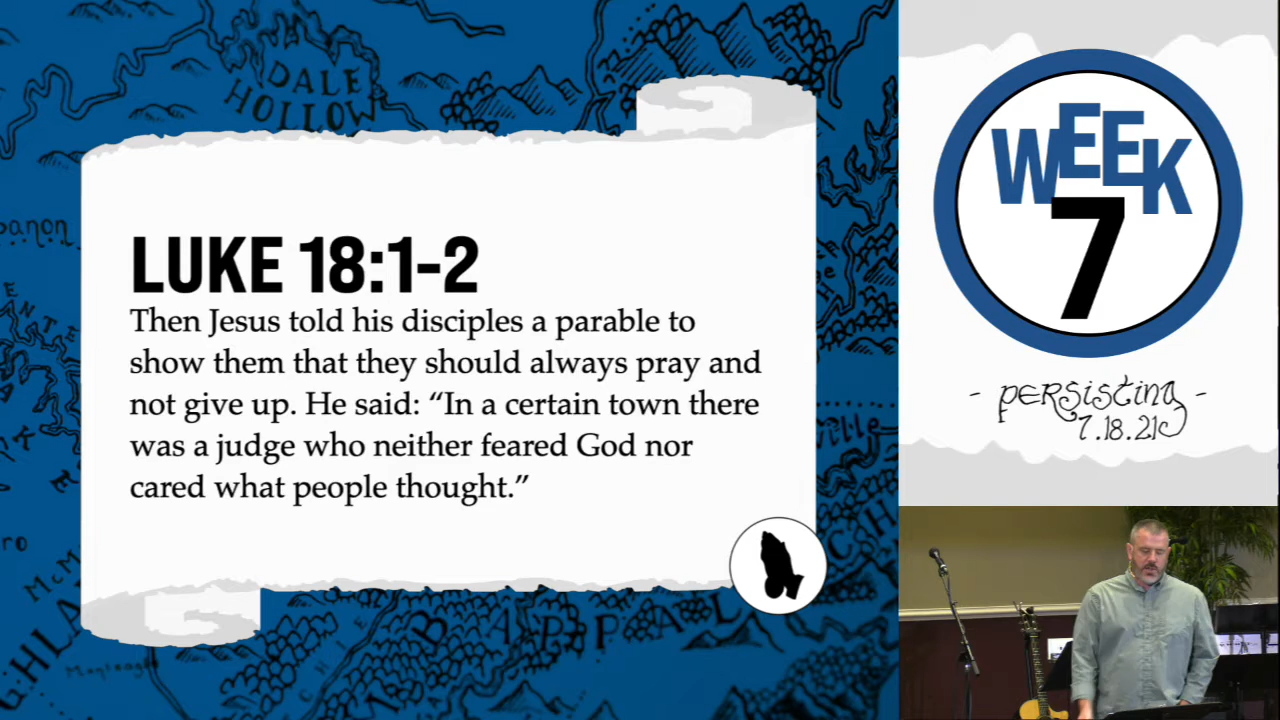 DALE
HOLLOW
LUKE 18:1-2
Then Jesus told his disciples a parable to
show them that they should always pray and
not give up. He said: “In a certain town there
was a judge who neither feared God nor
cared what people thought.”
WEEK
7
- PERSISTING -
7.18.21